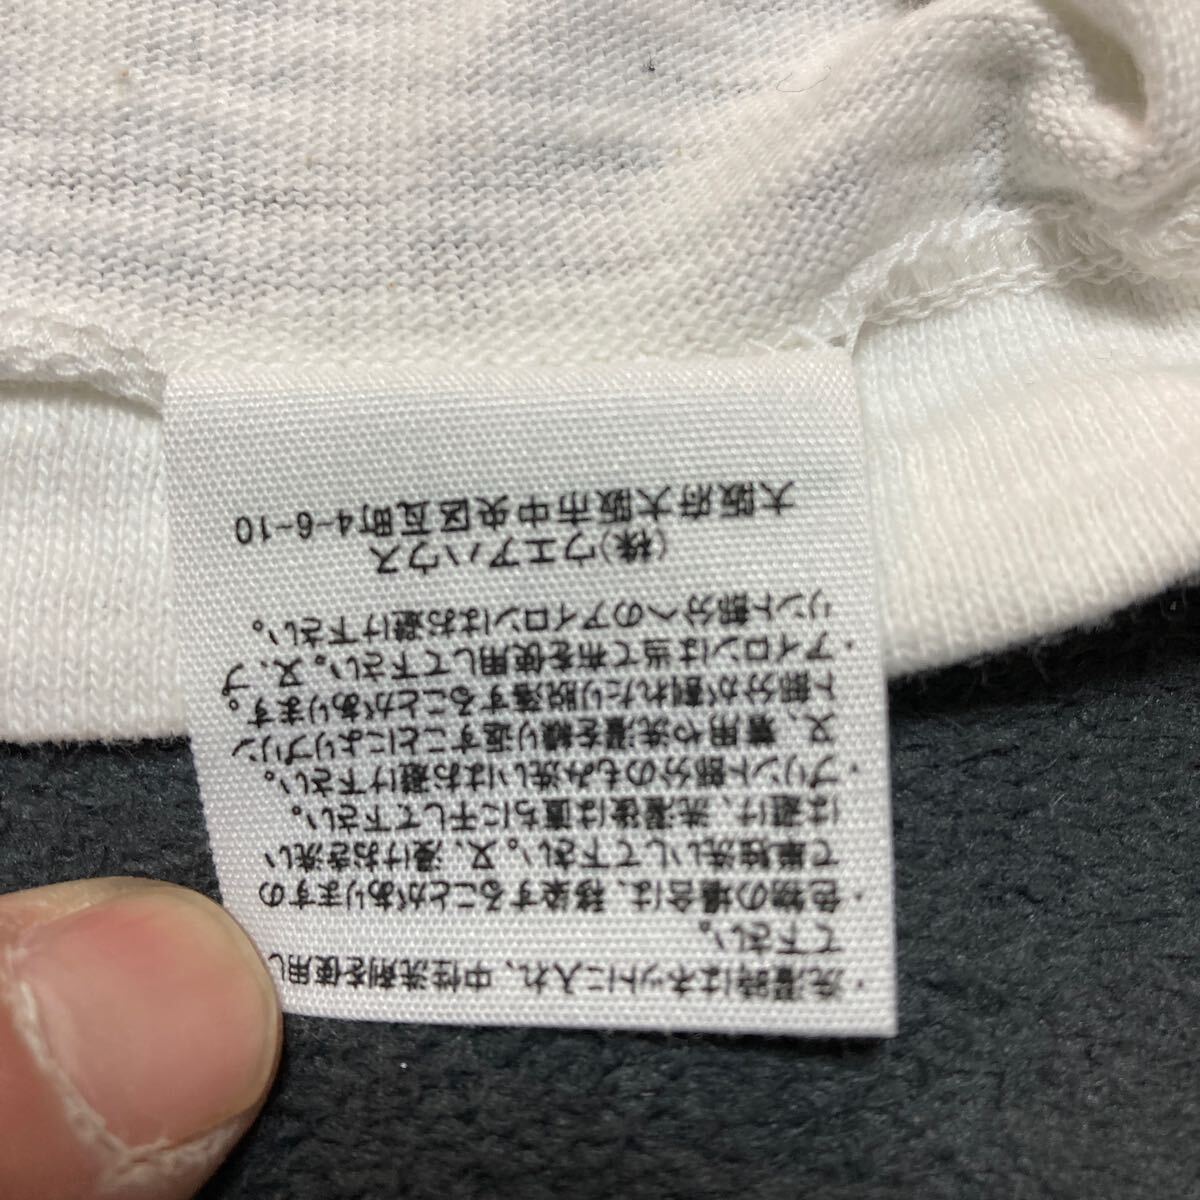 ・洗濯時はネットに入れ、中性洗剤を使用し
て下さい。
・色物の場合は、移染することがありますの
で単独洗いして下さい。又、浸けおき洗い
は避け、洗濯後は直ちに干して下さい。
・プリント部分のもみ洗いはお避け下さい。
又、着用や洗濯を繰り返すことによりプリン
ト部分が割れたり脱落することがあります。
・アイロンは当て布を使用して下さい。又、プ
リント部分へのアイロンはお避け下さい。
(株)ウエアハウス
大阪府大阪市中央区瓦町4-6-10